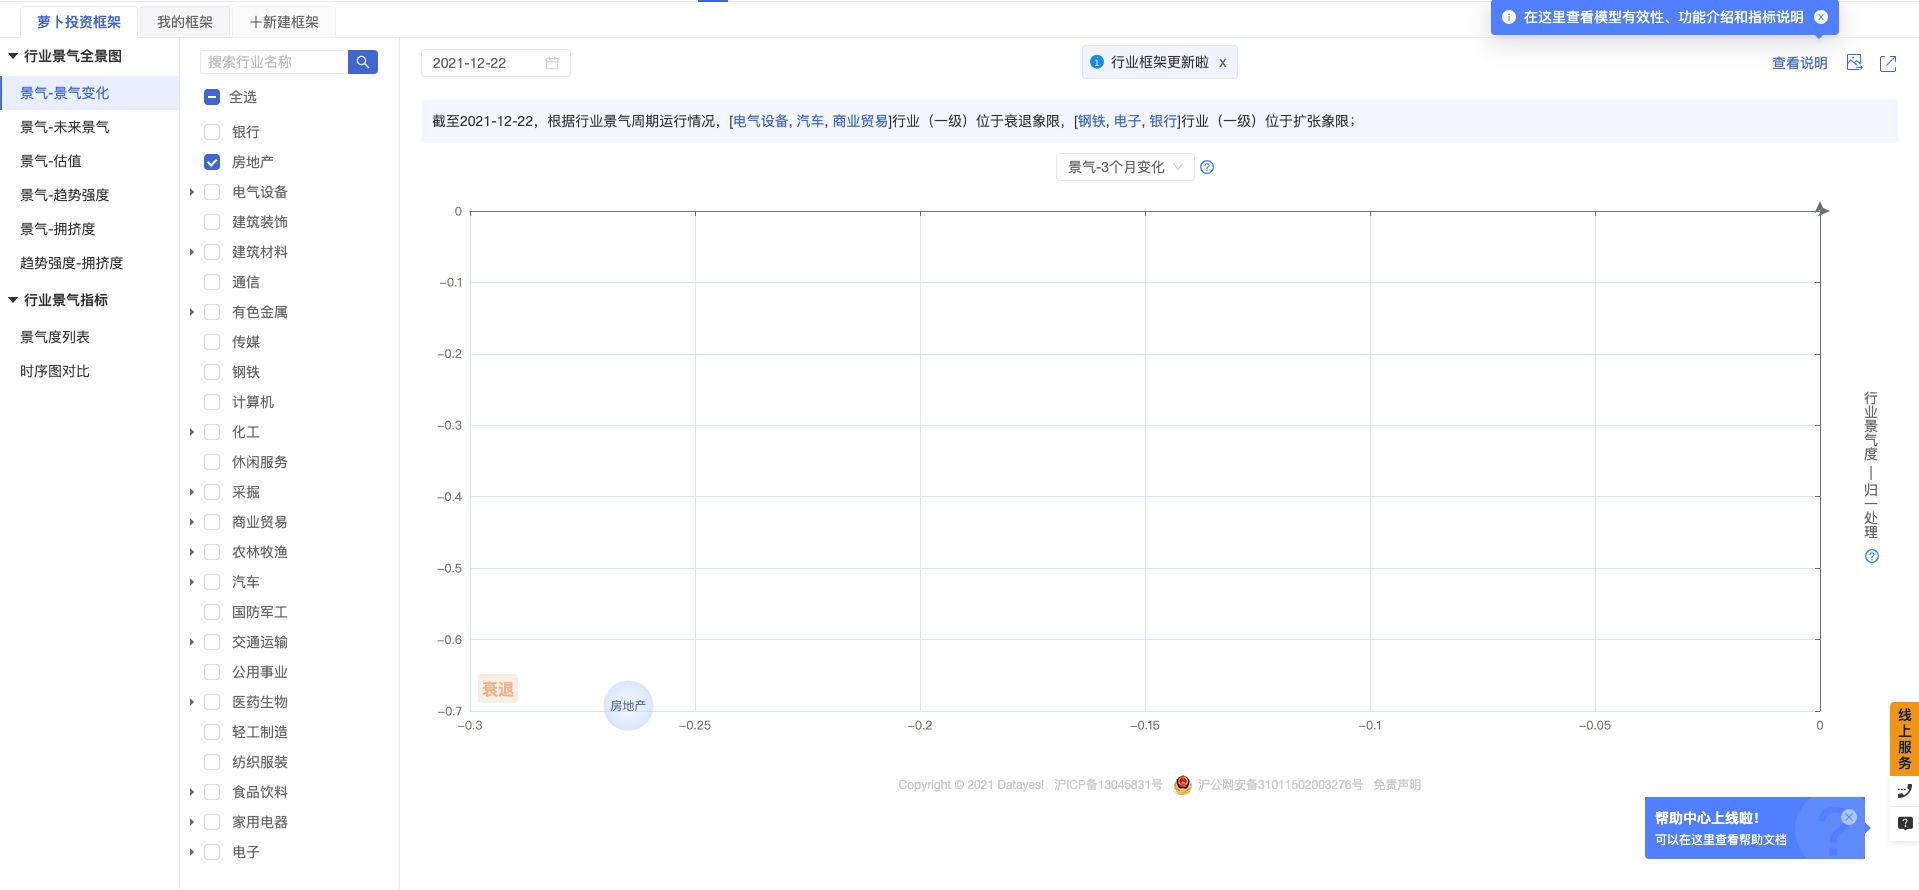 萝卜投资框架
我的框架
十新建框架
在这里查看模型有效性、功能介绍和指标说明
行业景气全景图
景气-景气变化
景气-未来景气
景气-估值
景气-趋势强度
景气-拥挤度
趋势强度-拥挤度
行业景气指标
景气度列表
时序图对比
搜索行业名称
全选
银行
房地产
电气设备
建筑装饰
建筑材料
通信
有色金属
传媒
钢铁
计算机
化工
休闲服务
采掘
商业贸易
农林牧渔
汽车
国防军工
交通运输
公用事业
医药生物
轻工制造
纺织服装
食品饮料
家用电器
电子
2021-12-22
行业框架更新啦 x
查看说明
截至2021-12-22，根据行业景气周期运行情况，[电气设备, 汽车, 商业贸易]行业（一级）位于衰退象限，[钢铁, 电子, 银行]行业（一级）位于扩张象限；
景气-3个月变化
0
-0.1
-0.2
-0.3
-0.4
-0.5
-0.6
-0.7
衰退
房地产
-0.3
-0.25
-0.2
-0.15
-0.1
-0.05
0
行业景气度—归一处理
Copyright © 2021 Datayes! 沪ICP备13045831号 沪公网安备31011502003276号 免责声明
线上服务
帮助中心上线啦！
可以在这里查看帮助文档